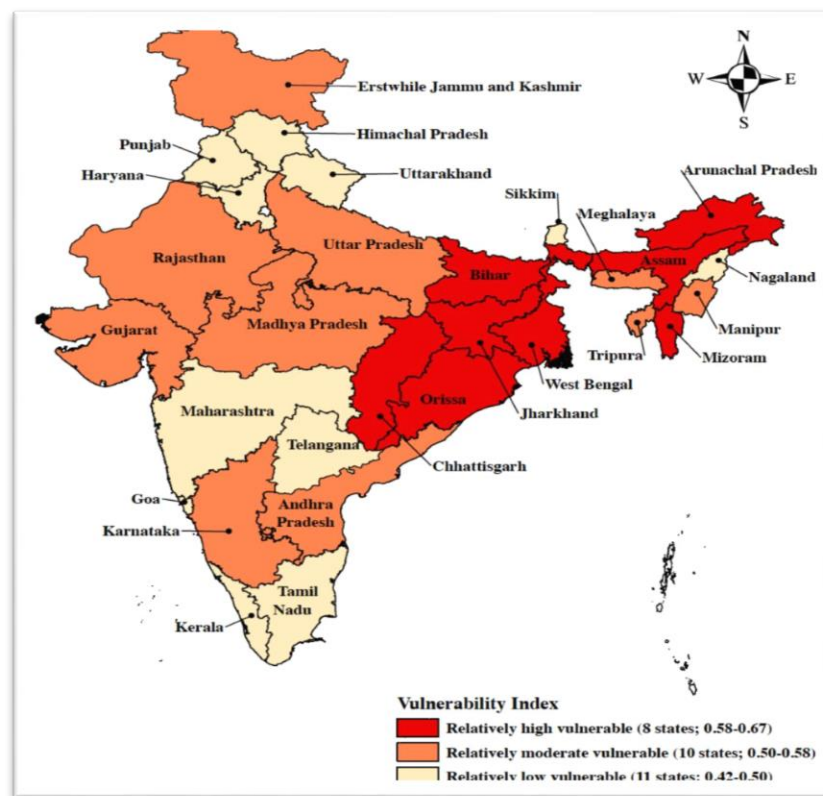 N
W E
S
Erstwhile Jammu and Kashmir
Himachal Pradesh
Punjab
Haryana
Uttarakhand
Sikkim
Arunachal Pradesh
Meghalaya
Uttar Pradesh
Rajasthan
Bihar
Assam
Nagaland
Gujarat
Madhya Pradesh
Manipur
Tripura
Mizoram
West Bengal
Maharashtra
Orissa
Jharkhand
Telangana
Chhattisgarh
Goa
Andhra
Pradesh
Karnataka
Tamil
Nadu
Kerala
Vulnerability Index
Relatively high vulnerable (8 states; 0.58-0.67)
Relatively moderate vulnerable (10 states; 0.50-0.58)
Relatively low vulnerable (11 states; 0.42-0.50)